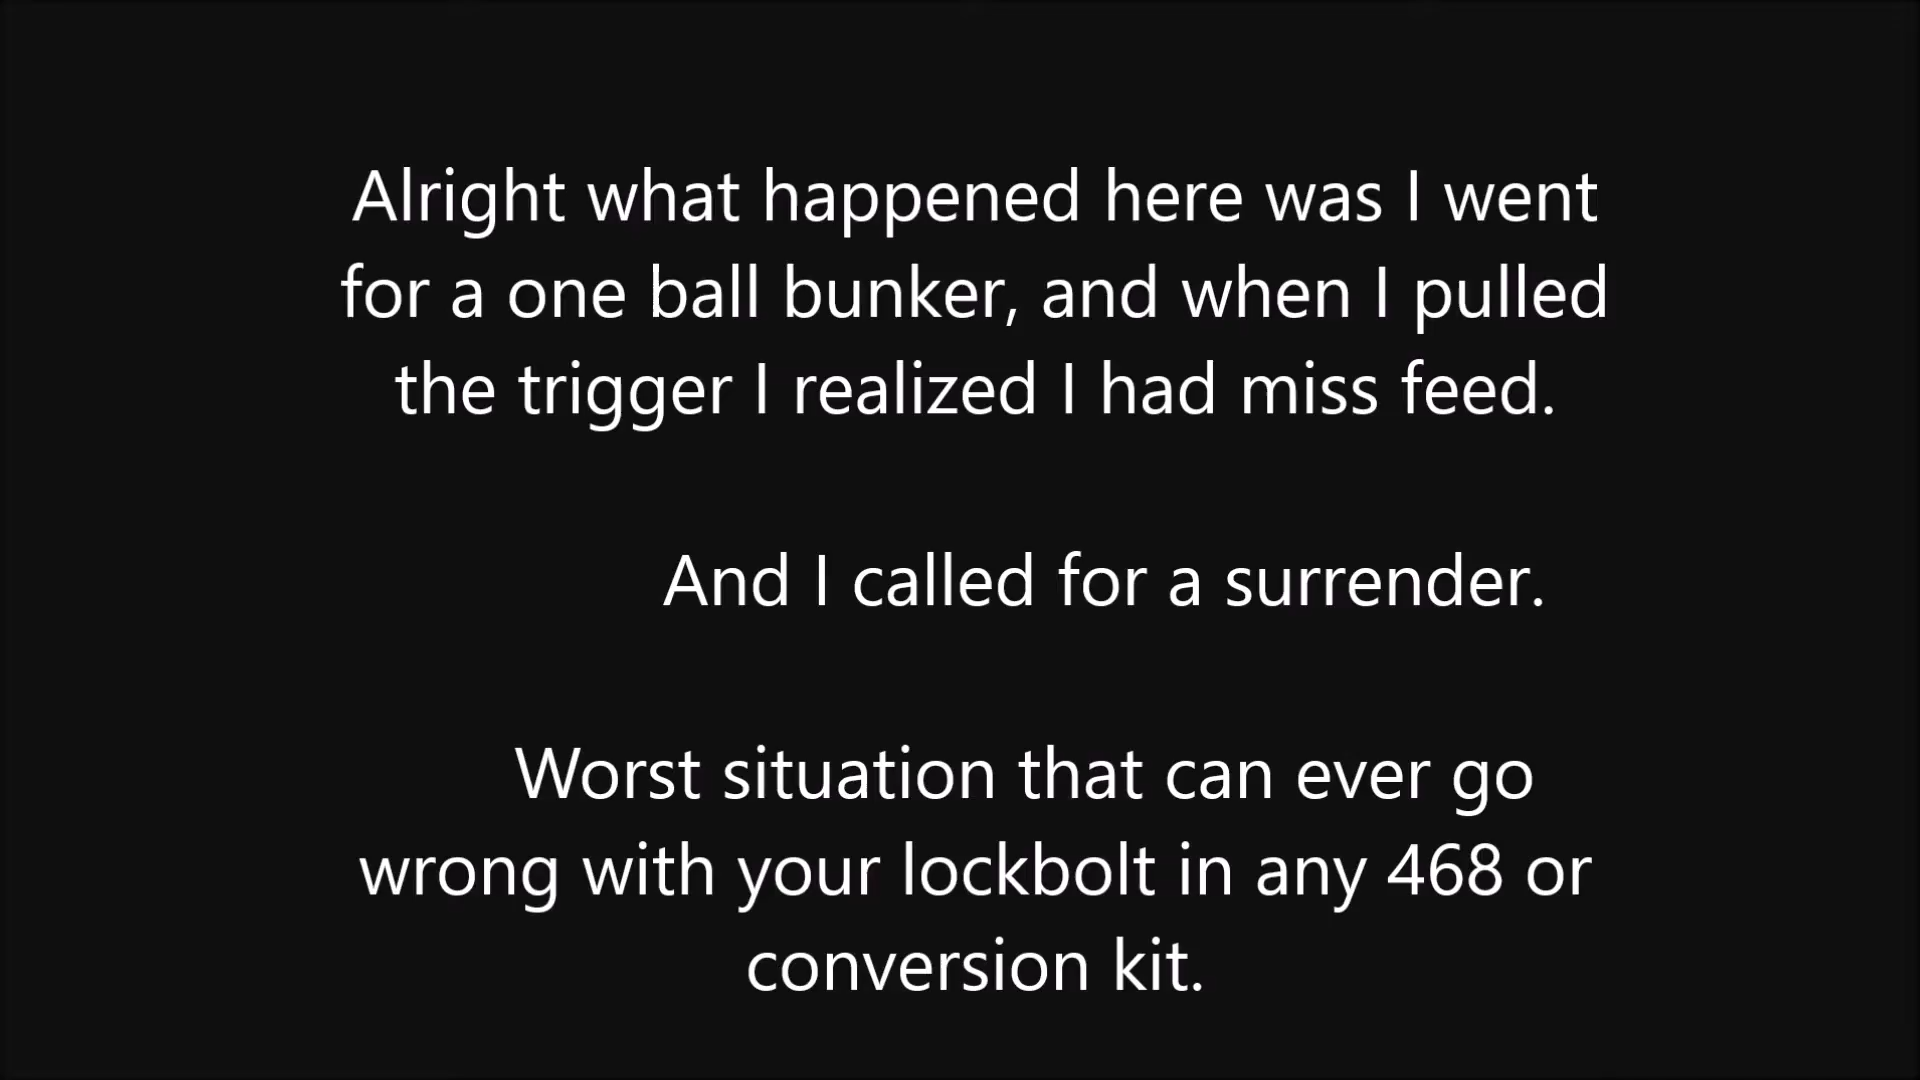 Alright what happened here was I went
for a one ball bunker, and when I pulled
the trigger I realized I had miss feed.
And I called for a surrender.
Worst situation that can ever go
wrong with your lockbolt in any 468 or
conversion kit.